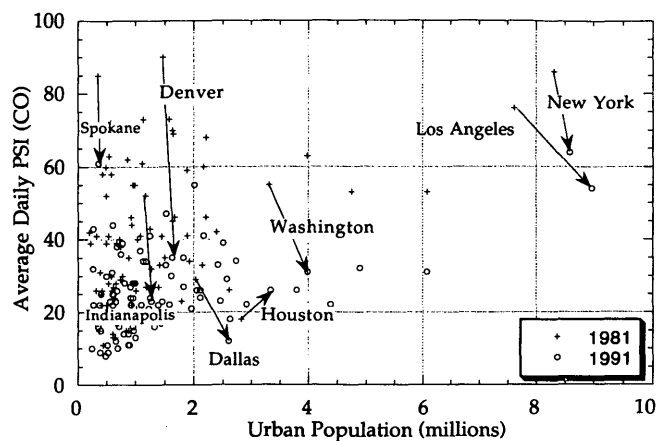 100
80
60
40
20
0
Average Daily PSI (CO)
Spokane
Denver
New York
Los Angeles
Washington
Indianapolis
Houston
Dallas
+ 1981
o 1991
0 2 4 6 8 10
Urban Population (millions)